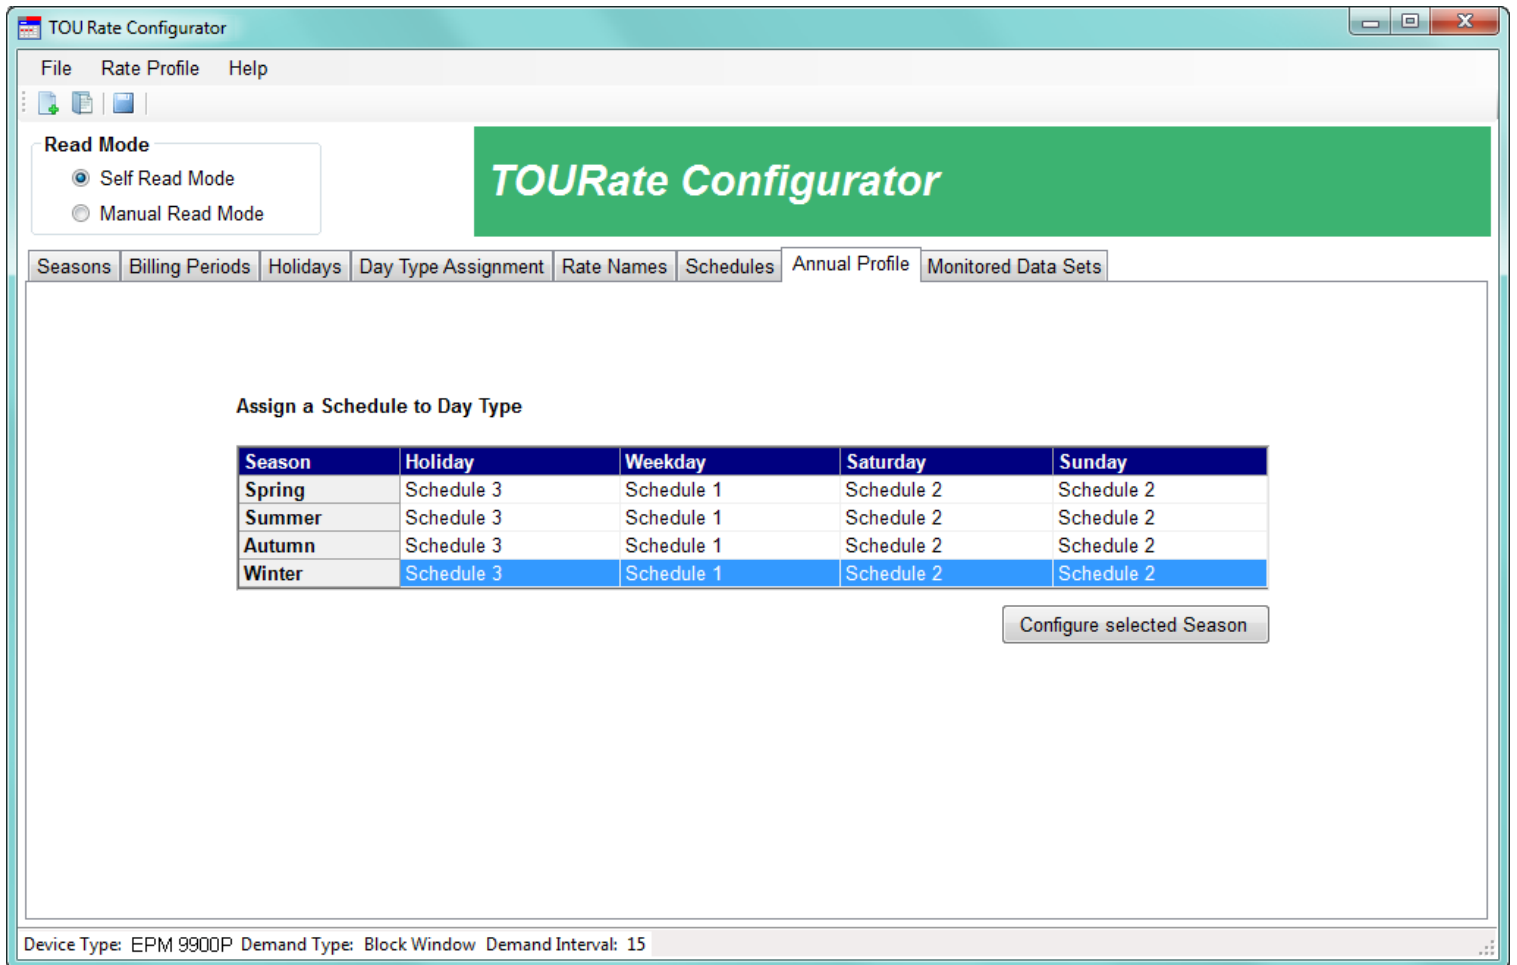 TOU Rate Configurator
File Rate Profile Help
Read Mode
Self Read Mode
Manual Read Mode
TOURate Configurator
Seasons Billing Periods Holidays Day Type Assignment Rate Names Schedules Annual Profile Monitored Data Sets
Assign a Schedule to Day Type
Season Holiday Weekday Saturday Sunday
Spring Schedule 3 Schedule 1 Schedule 2 Schedule 2
Summer Schedule 3 Schedule 1 Schedule 2 Schedule 2
Autumn Schedule 3 Schedule 1 Schedule 2 Schedule 2
Winter Schedule 3 Schedule 1 Schedule 2 Schedule 2
Configure selected Season
Device Type: EPM 9900P Demand Type: Block Window Demand Interval: 15